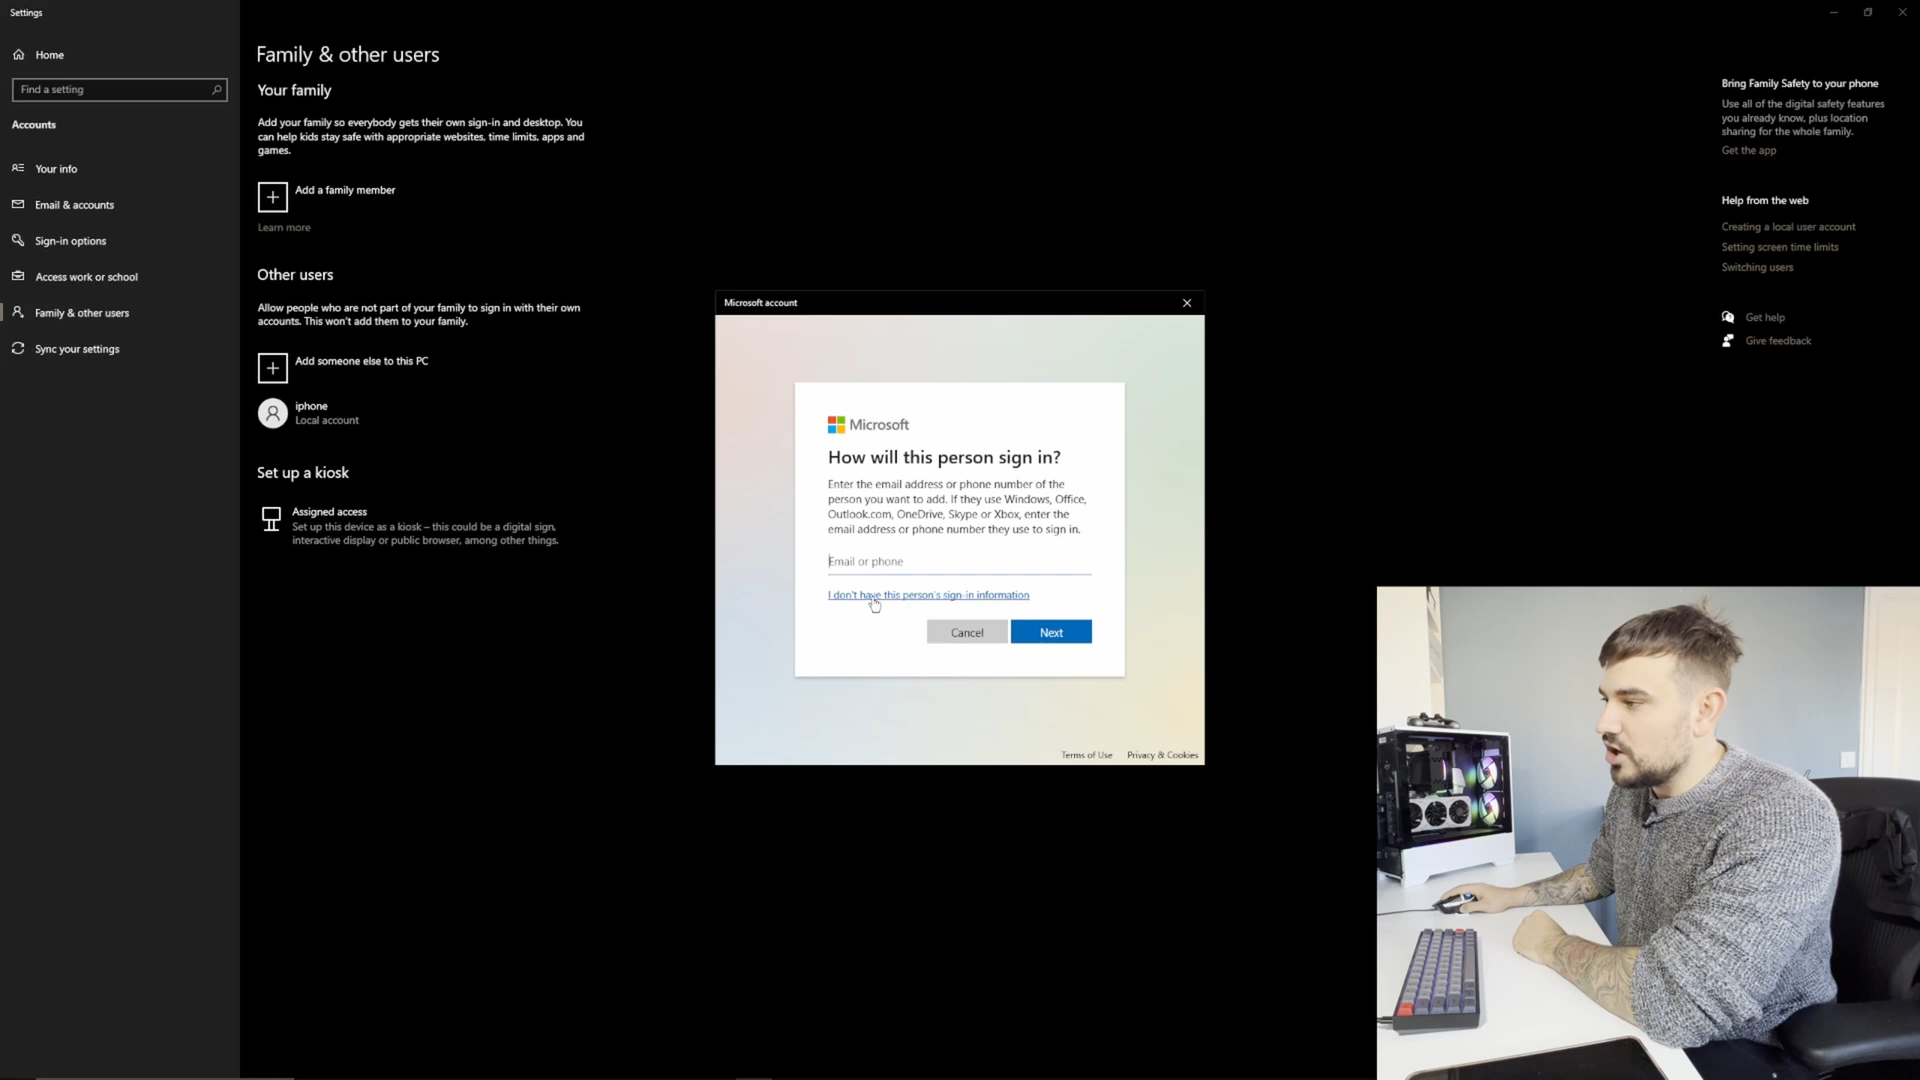 Settings
Home
Find a setting
Accounts
Your info
Email & accounts
Sign-in options
Access work or school
Family & other users
Sync your settings
Family & other users
Your family
Add your family so everybody gets their own sign-in and desktop. You
can help kids stay safe with appropriate websites, time limits, apps and
games.
Add a family member
Learn more
Other users
Allow people who are not part of your family to sign in with their own
accounts. This won't add them to your family.
Add someone else to this PC
iphone
Local account
Set up a kiosk
Assigned access
Set up this device as a kiosk – this could be a digital sign,
interactive display or public browser, among other things.
Microsoft account
Microsoft
How will this person sign in?
Enter the email address or phone number of the
person you want to add. If they use Windows, Office,
Outlook.com, OneDrive, Skype or Xbox, enter the
email address or phone number they use to sign in.
Email or phone
I don't have this person's sign-in information
Cancel
Next
Terms of Use
Privacy & Cookies
Bring Family Safety to your phone
Use all of the digital safety features
you already know, plus location
sharing for the whole family.
Get the app
Help from the web
Creating a local user account
Setting screen time limits
Switching users
Get help
Give feedback